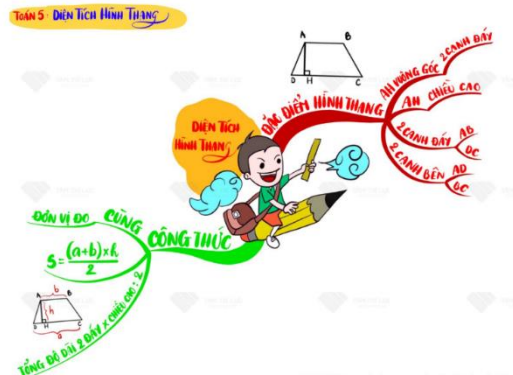 TOÁN 5: DIỆN TÍCH HÌNH THANG
A B
D H C
DIỆN TÍCH
HÌNH THANG
ĐẶC ĐIỂM HÌNH THANG
AH VUÔNG GÓC 2 CẠNH ĐÁY
AH CHIỀU CAO
2 CẠNH ĐÁY AB
DC
2 CẠNH BÊN AD
BC
CÔNG THỨC
CÙNG ĐƠN VỊ ĐO
S = (a+b)xh
2
b
A B
h
D H C
a
TỔNG ĐỘ DÀI 2 ĐÁY x CHIỀU CAO : 2